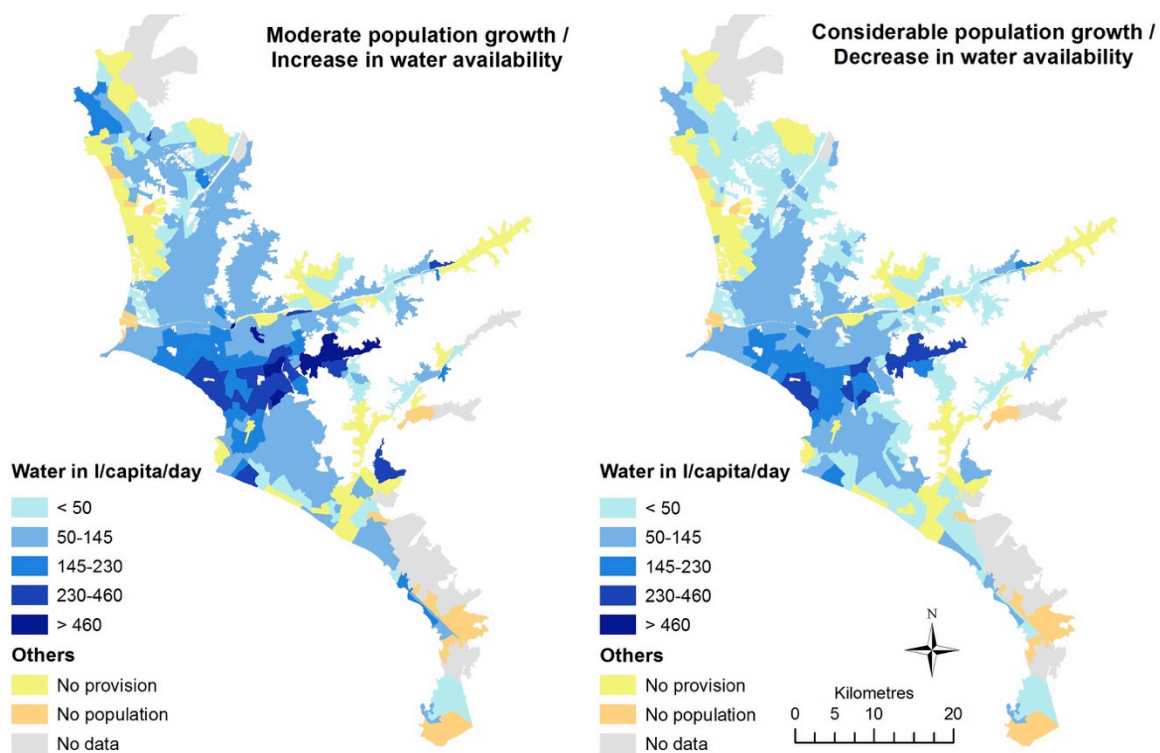 Moderate population growth /
Increase in water availability
Water in l/capita/day
< 50
50-145
145-230
230-460
> 460
Others
No provision
No population
No data
Considerable population growth /
Decrease in water availability
Water in l/capita/day
< 50
50-145
145-230
230-460
> 460
Others
No provision
No population
No data
N
Kilometres
0 5 10 20